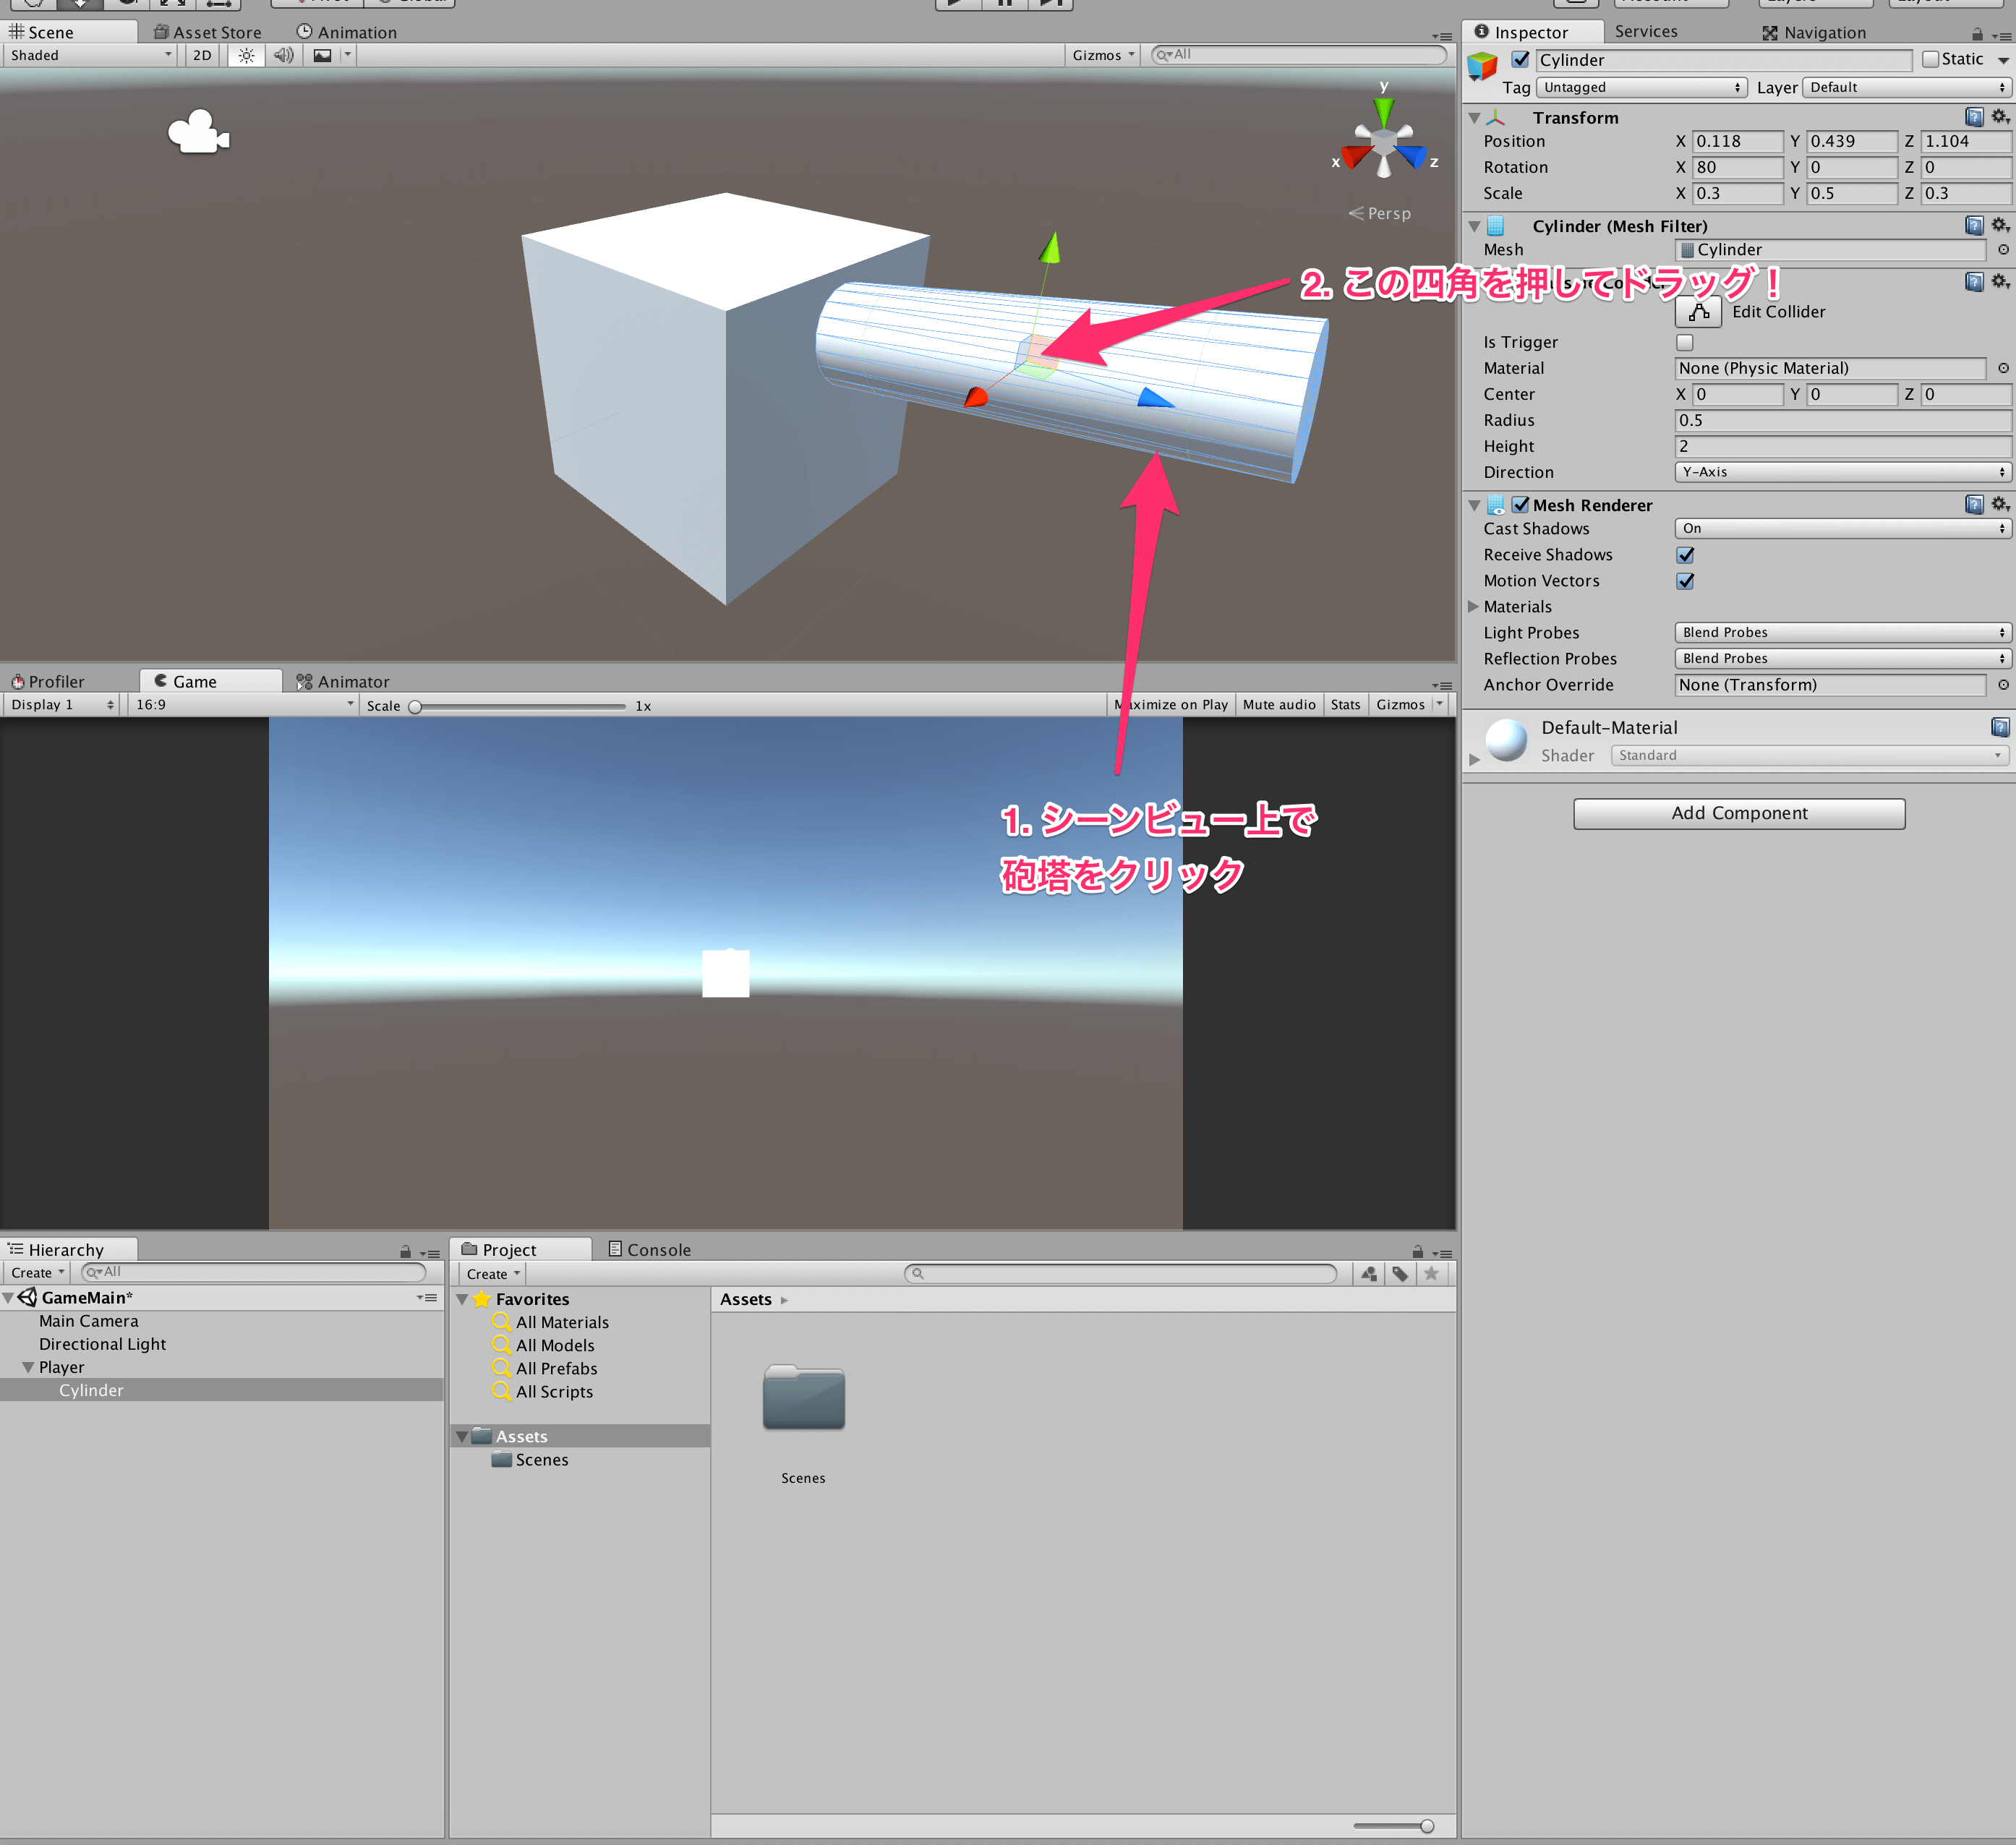 Scene
Asset Store
Animation
Shaded
2D
Gizmos
All
y
x
z
Persp
2. この四角を押してドラッグ！
1. シーンビュー上で
砲塔をクリック
Profiler
Game
Animator
Display 1
16:9
Scale
1x
Maximize on Play
Mute audio
Stats
Gizmos
Hierarchy
Create
All
GameMain*
Main Camera
Directional Light
Player
Cylinder
Project
Console
Create
Favorites
All Materials
All Models
All Prefabs
All Scripts
Assets
Scenes
Assets
Scenes
Inspector
Services
Navigation
Cylinder
Static
Tag Untagged Layer Default
Transform
Position X 0.118 Y 0.439 Z 1.104
Rotation X 80 Y 0 Z 0
Scale X 0.3 Y 0.5 Z 0.3
Cylinder (Mesh Filter)
Mesh Cylinder
Edit Collider
Is Trigger
Material None (Physic Material)
Center X 0 Y 0 Z 0
Radius 0.5
Height 2
Direction Y-Axis
Mesh Renderer
Cast Shadows On
Receive Shadows
Motion Vectors
Materials
Light Probes Blend Probes
Reflection Probes Blend Probes
Anchor Override None (Transform)
Default-Material
Shader Standard
Add Component